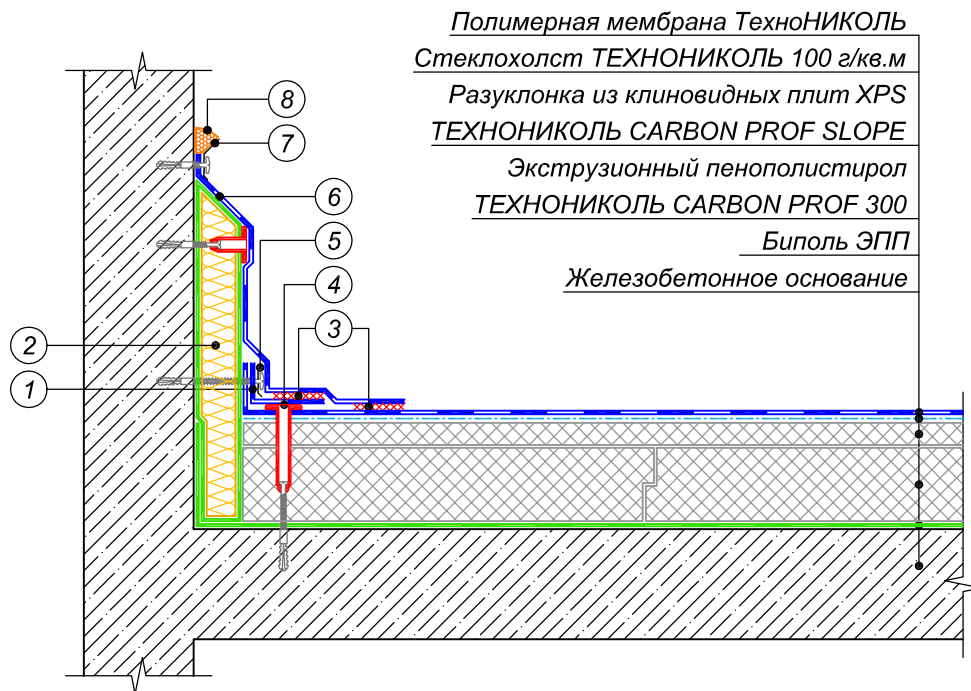 Полимерная мембрана ТехноНИКОЛЬ
Стеклохолст ТЕХНОНИКОЛЬ 100 г/кв.м
Разуклонка из клиновидных плит XPS
ТЕХНОНИКОЛЬ CARBON PROF SLOPE
Экструзионный пенополистирол
ТЕХНОНИКОЛЬ CARBON PROF 300
Биполь ЭПП
Железобетонное основание
8
7
6
5
4
3
2
1